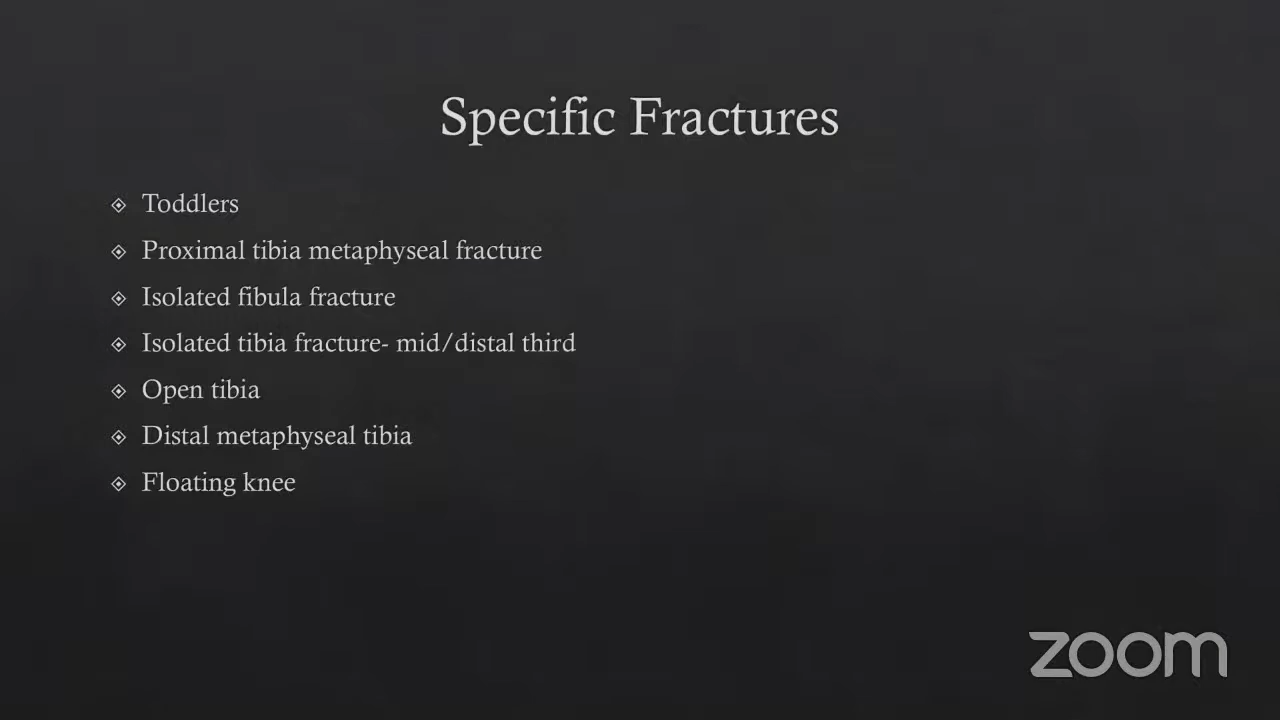 Specific Fractures
Toddlers
Proximal tibia metaphyseal fracture
Isolated fibula fracture
Isolated tibia fracture- mid/distal third
Open tibia
Distal metaphyseal tibia
Floating knee
zoom